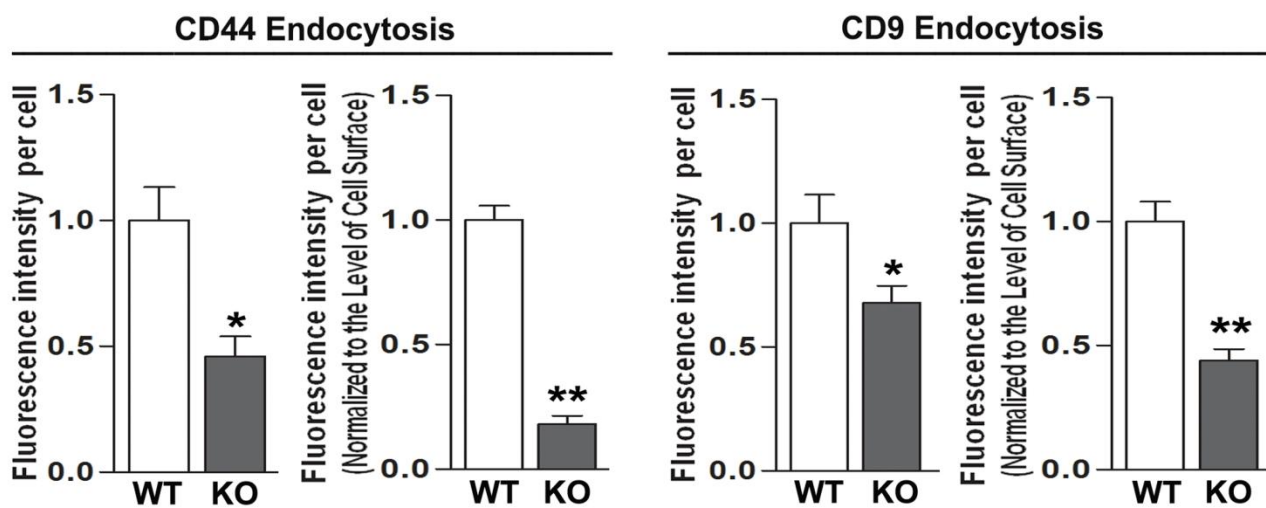 CD44 Endocytosis
Fluorescence intensity per cell
1.5
1.0
0.5
0.0
*
WT KO
Fluorescence intensity per cell
(Normalized to the Level of Cell Surface)
1.5
1.0
0.5
0.0
**
WT KO
CD9 Endocytosis
Fluorescence intensity per cell
1.5
1.0
0.5
0.0
*
WT KO
Fluorescence intensity per cell
(Normalized to the Level of Cell Surface)
1.5
1.0
0.5
0.0
**
WT KO